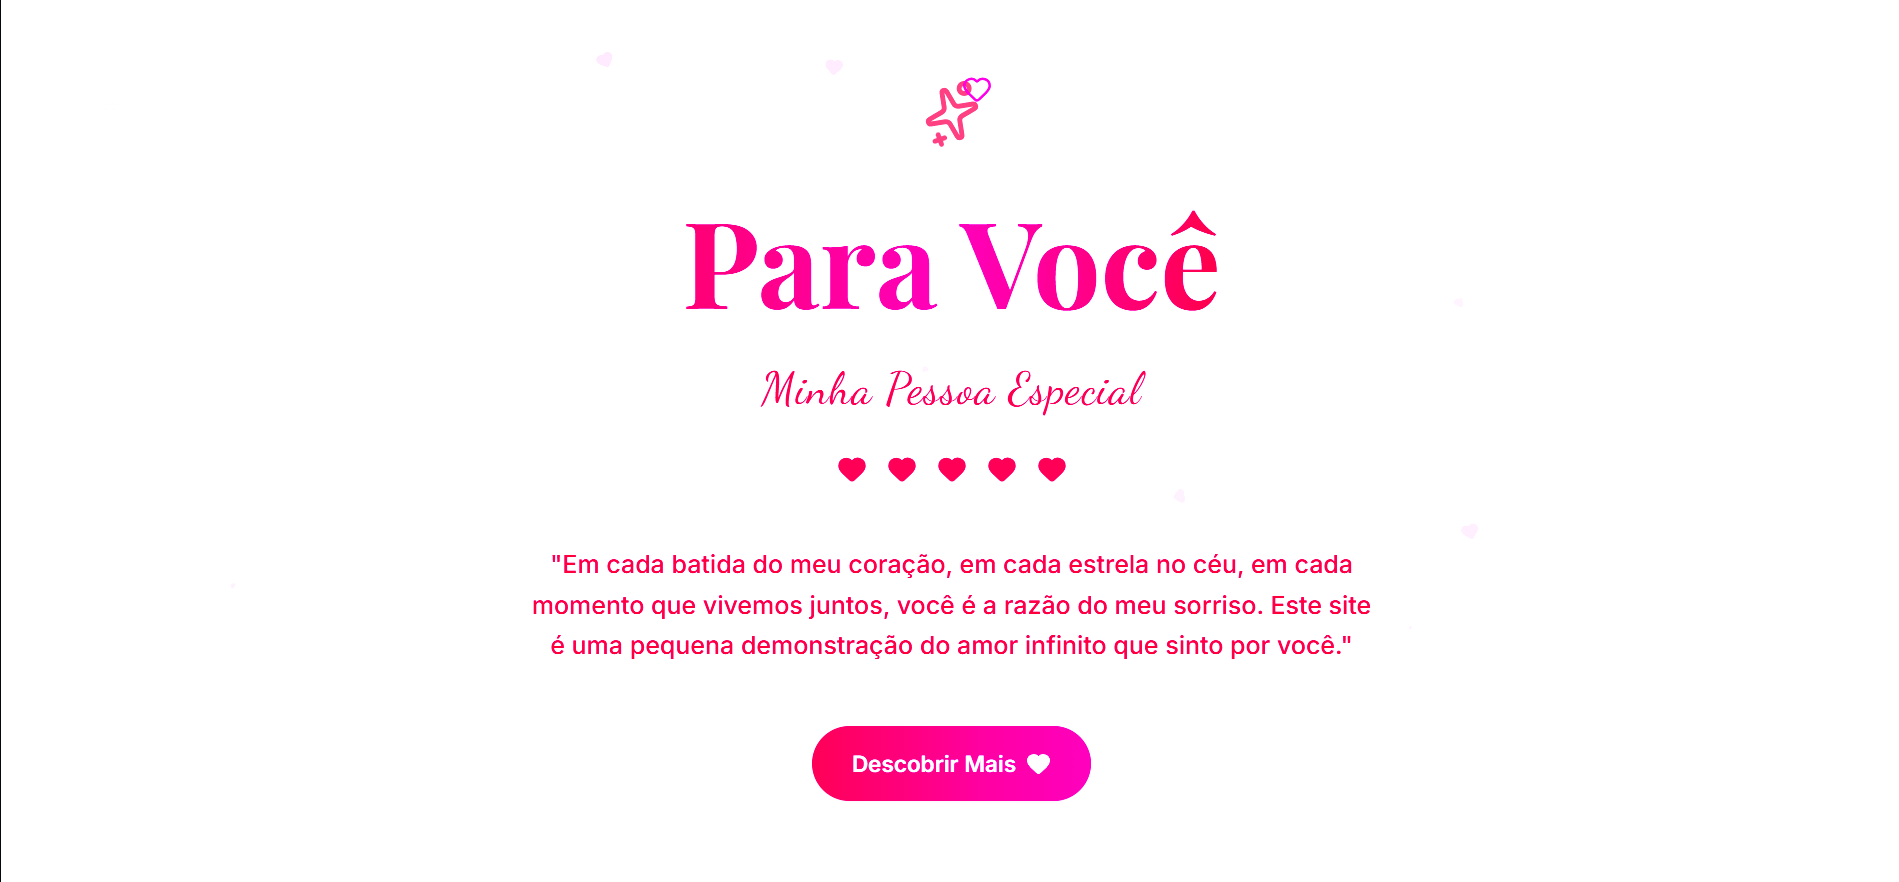 Para Você
Minha Pessoa Especial
"Em cada batida do meu coração, em cada estrela no céu, em cada
momento que vivemos juntos, você é a razão do meu sorriso. Este site
é uma pequena demonstração do amor infinito que sinto por você."
Descobrir Mais